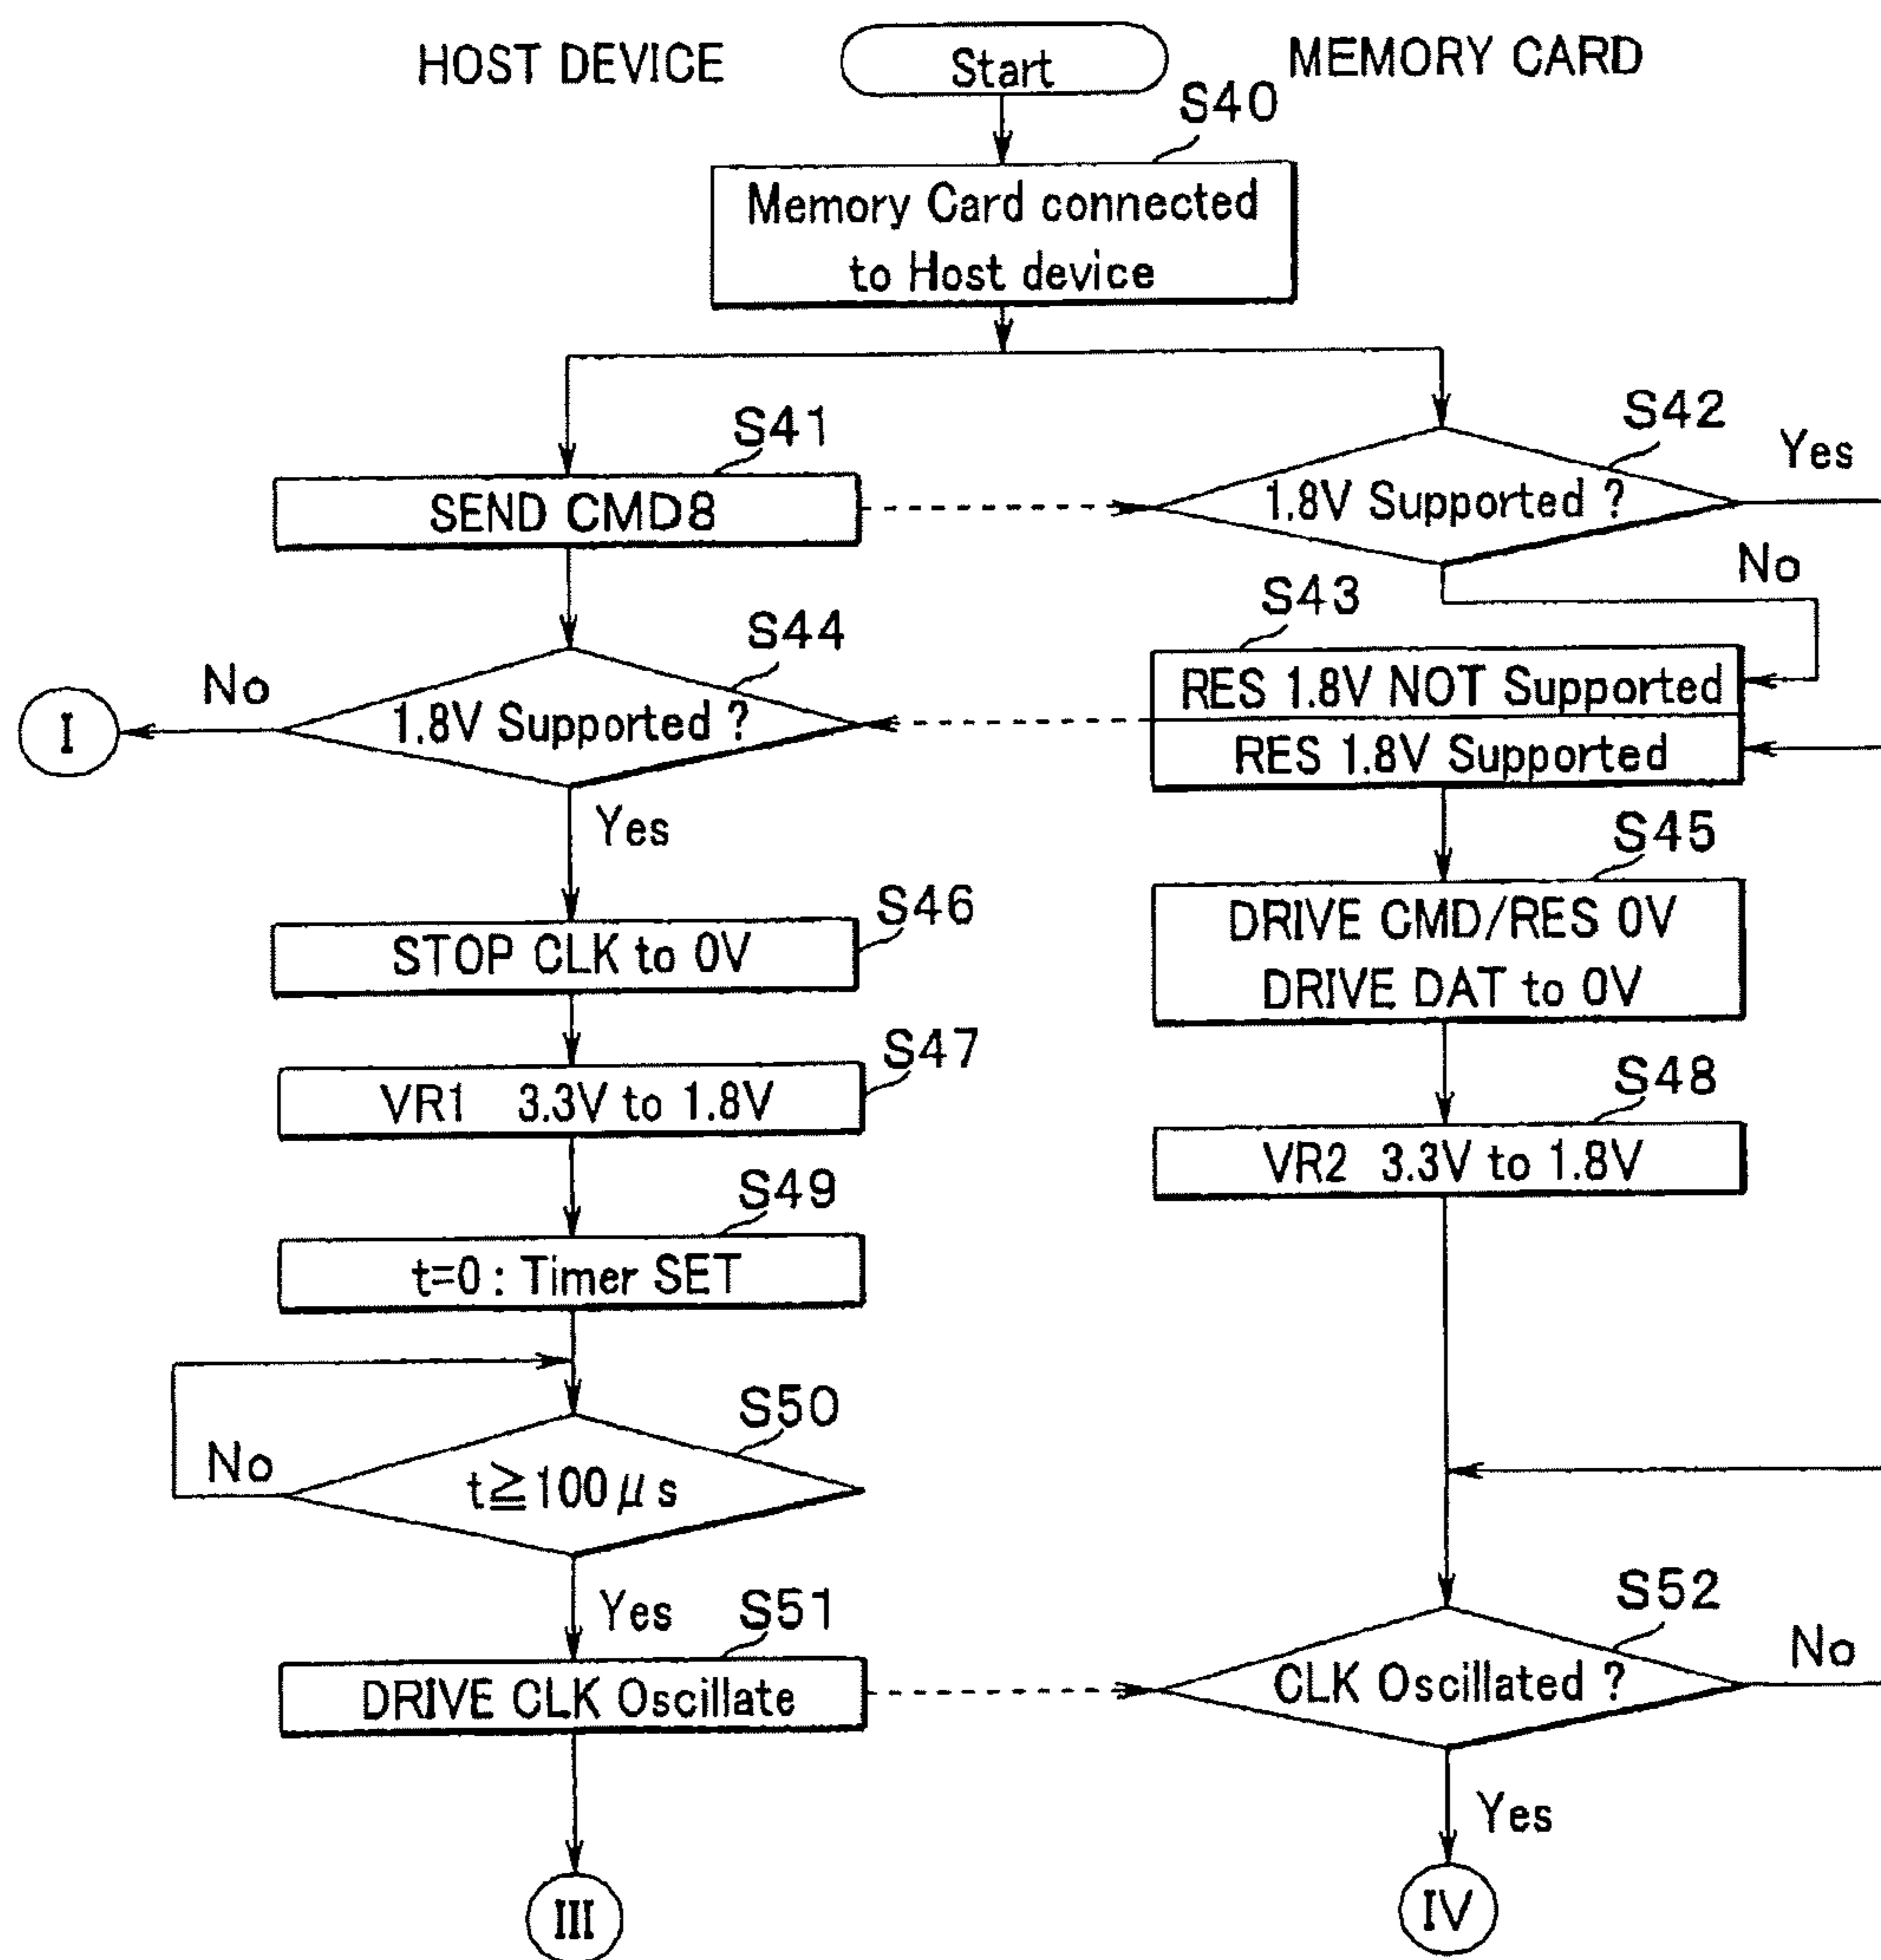 HOST DEVICE
Start
MEMORY CARD
S40
Memory Card connected
to Host device
S41
SEND CMD8
S42
1.8V Supported ?
Yes
No
S43
RES 1.8V NOT Supported
RES 1.8V Supported
S44
1.8V Supported ?
No
I
Yes
S45
DRIVE CMD/RES 0V
DRIVE DAT to 0V
S46
STOP CLK to 0V
S47
VR1 3.3V to 1.8V
S48
VR2 3.3V to 1.8V
S49
t=0 : Timer SET
S50
t≧100 μs
No
Yes
S51
DRIVE CLK Oscillate
S52
CLK Oscillated ?
No
Yes
III
IV